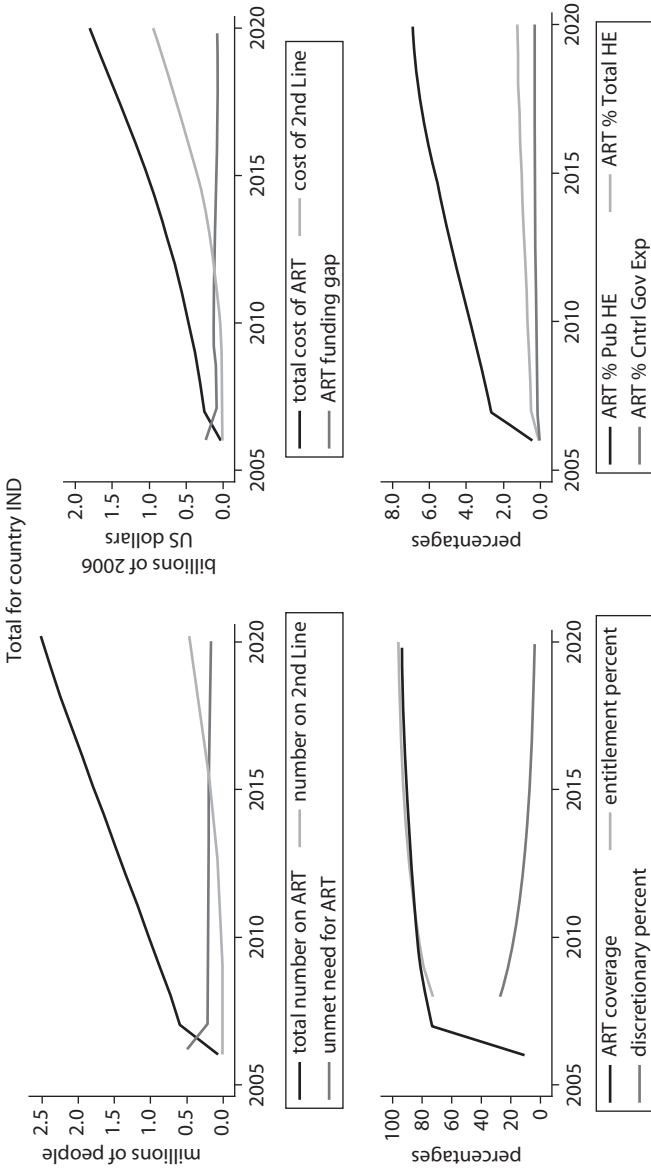 Total for country IND
millions of people
2.5
2.0
1.5
1.0
0.5
0.0
2005
2010
2015
2020
total number on ART
number on 2nd Line
unmet need for ART
billions of 2006
US dollars
2.0
1.5
1.0
0.5
0.0
2005
2010
2015
2020
total cost of ART
cost of 2nd Line
ART funding gap
percentages
100
80
60
40
20
0
2005
2010
2015
2020
ART coverage
entitlement percent
discretionary percent
percentages
8.0
6.0
4.0
2.0
0.0
2005
2010
2015
2020
ART % Pub HE
ART % Total HE
ART % Cntrl Gov Exp